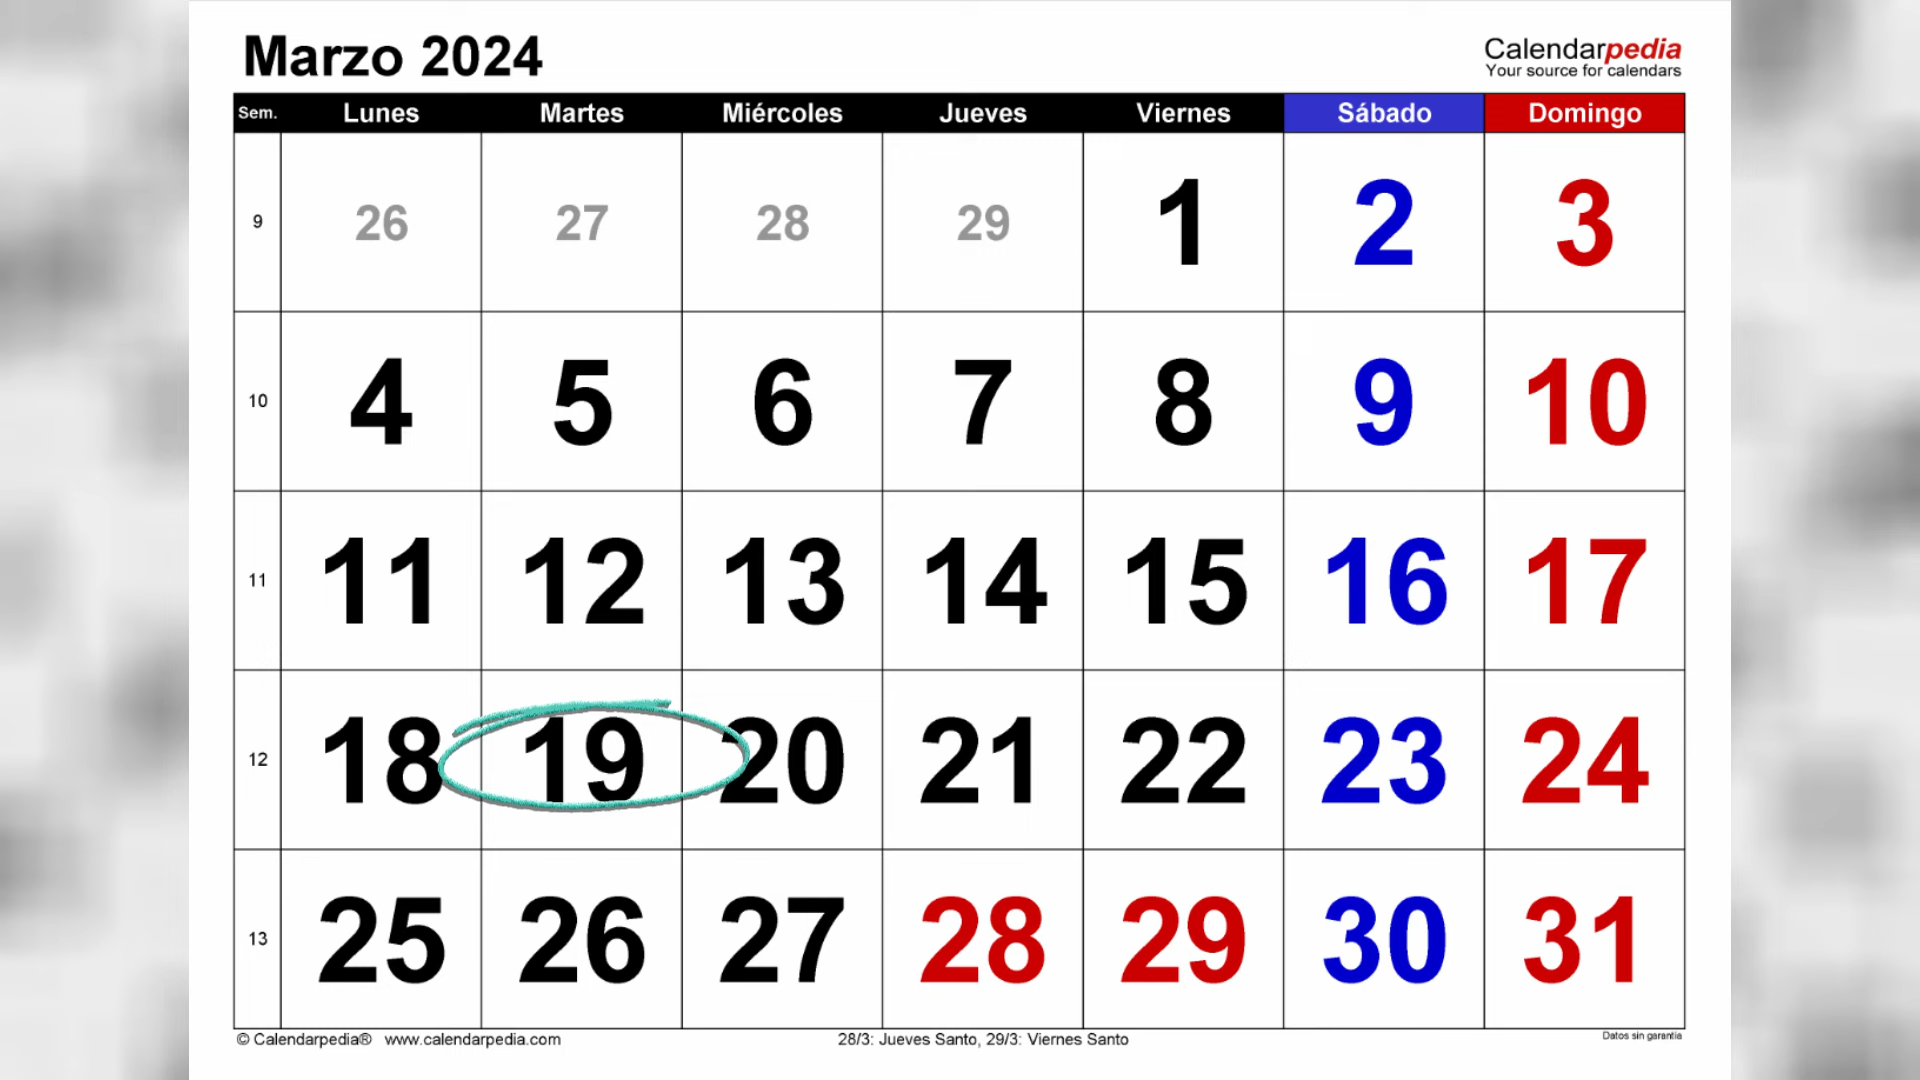 Marzo 2024
Calendarpedia
Your source for calendars
Sem. Lunes Martes Miércoles Jueves Viernes Sábado Domingo
9 26 27 28 29 1 2 3
10 4 5 6 7 8 9 10
11 11 12 13 14 15 16 17
12 18 19 20 21 22 23 24
13 25 26 27 28 29 30 31
© Calendarpedia® www.calendarpedia.com 28/3: Jueves Santo, 29/3: Viernes Santo Datos sin garantía